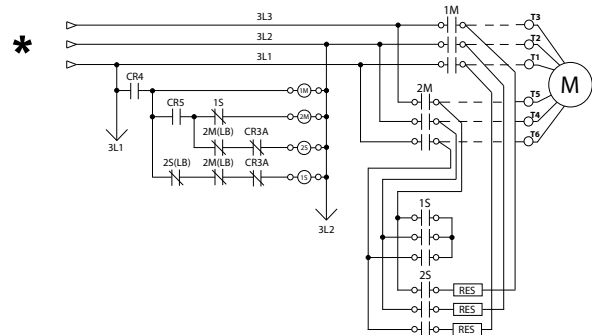 1M
3L3
T3
*
3L2
T2
3L1
T1
M
CR4
2M
1M
T5
CR5
1S
2M
T4
2M(LB)
CR3A
T6
2S
2S(LB)
2M(LB)
CR3A
3L1
1S
1S
3L2
2S
RES
RES
RES